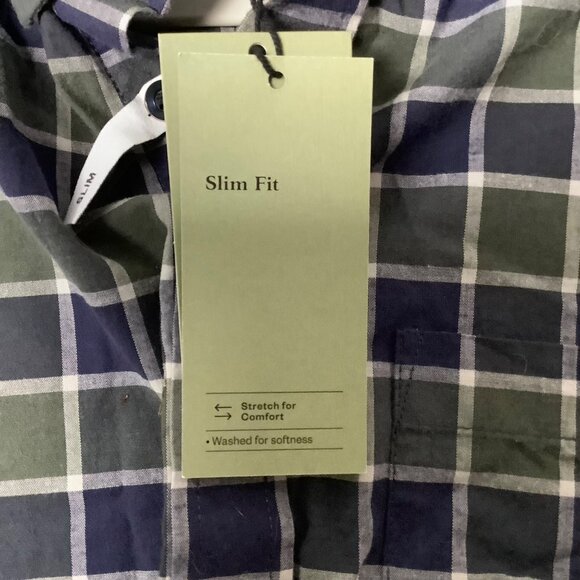 SLIM
Slim Fit
Stretch for
Comfort
• Washed for softness